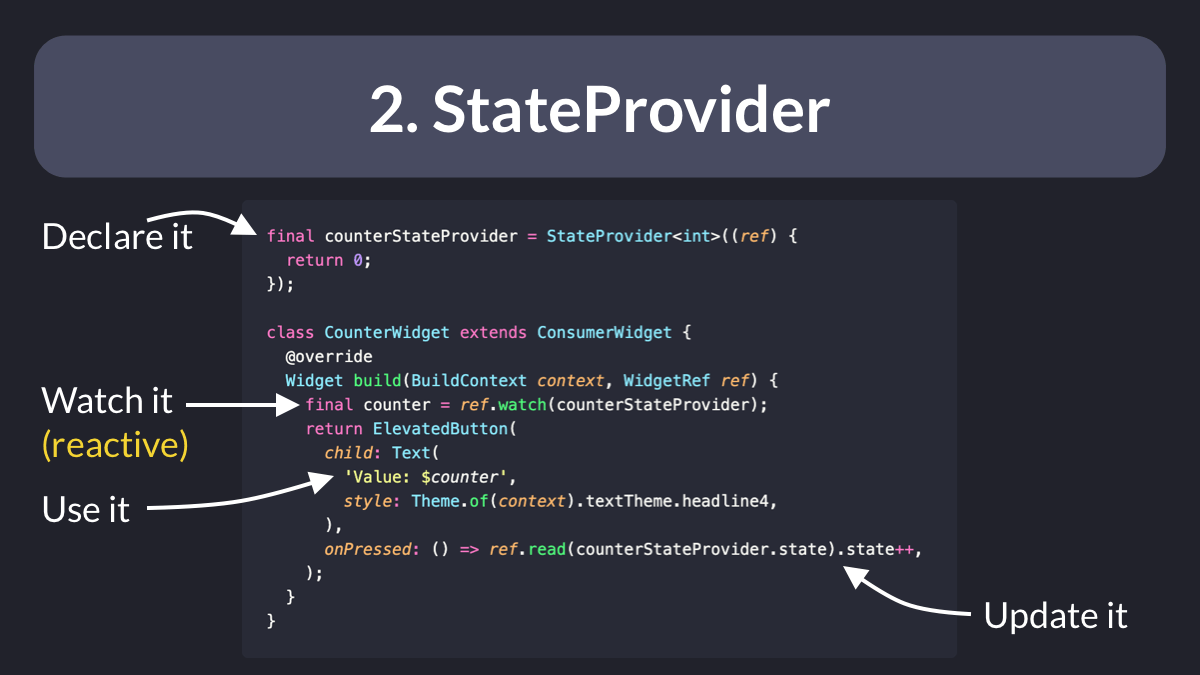 2. StateProvider
Declare it
final counterStateProvider = StateProvider<int>((ref) {
  return 0;
});
class CounterWidget extends ConsumerWidget {
  @override
  Widget build(BuildContext context, WidgetRef ref) {
Watch it
(reactive)
    final counter = ref.watch(counterStateProvider);
    return ElevatedButton(
      child: Text(
Use it
        'Value: $counter',
        style: Theme.of(context).textTheme.headline4,
      ),
      onPressed: () => ref.read(counterStateProvider.state).state++,
    );
  }
}
Update it